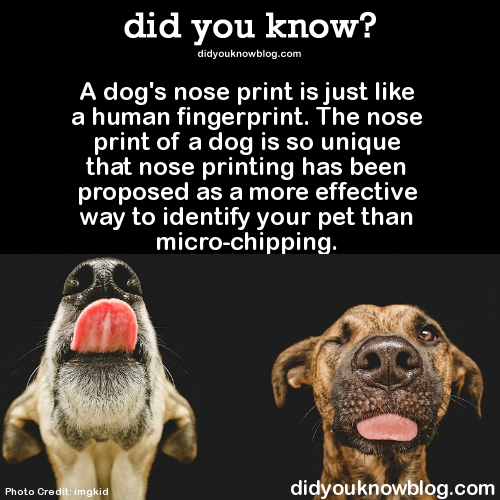 did you know?
didyouknowblog.com
A dog's nose print is just like
a human fingerprint. The nose
print of a dog is so unique
that nose printing has been
proposed as a more effective
way to identify your pet than
micro-chipping.
Photo Credit: imgkid
didyouknowblog.com